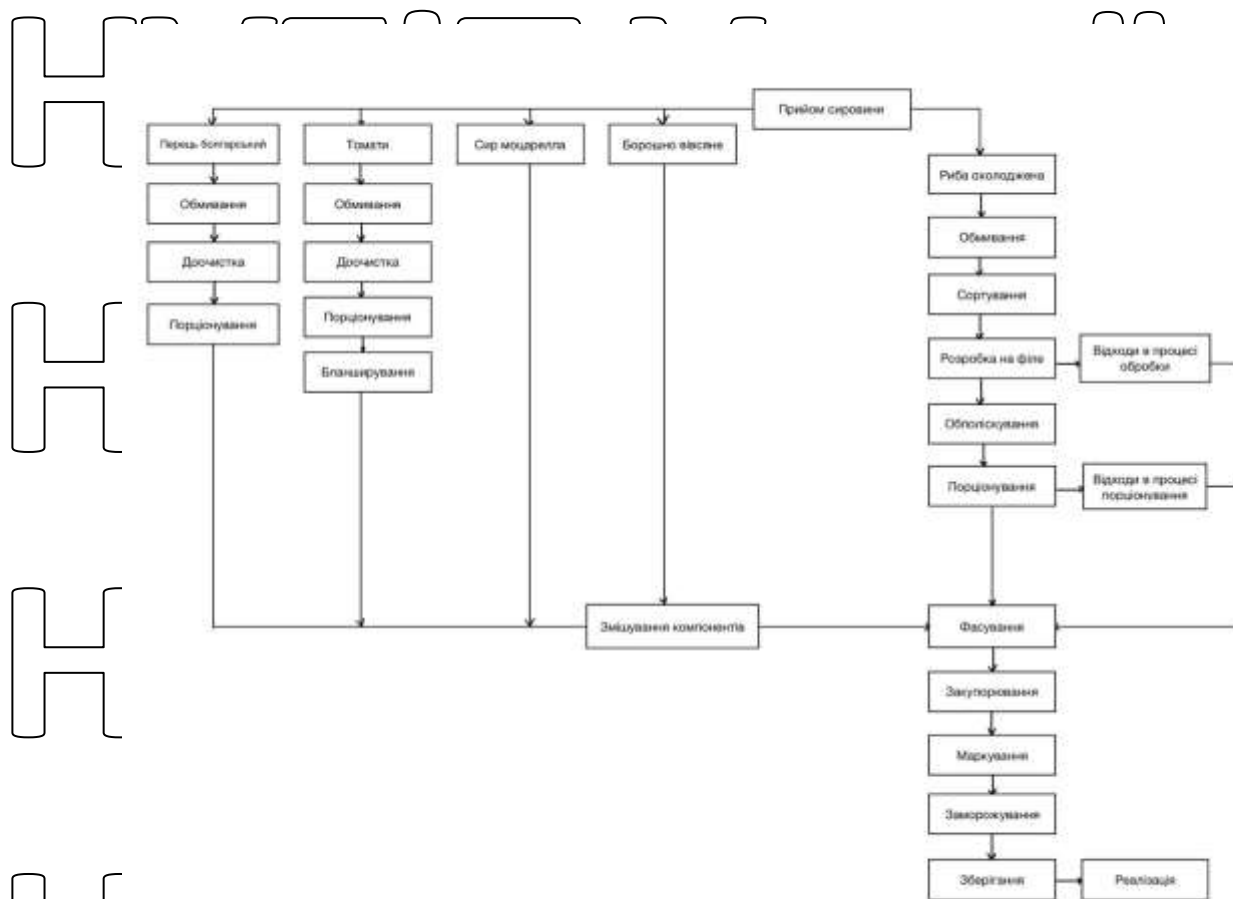 Прийом сировини
Перець болгарський
Томати
Сир моцарелла
Борошно вівсяне
Риба охолоджена
Обмивання
Обмивання
Обмивання
Доочистка
Доочистка
Сортування
Порціонування
Порціонування
Розробка на філе
Відходи в процесі
обробки
Бланширування
Обполіскування
Порціонування
Відходи в процесі
порціонування
Змішування компонентів
Фасування
Закупорювання
Маркування
Заморожування
Зберігання
Реалізація